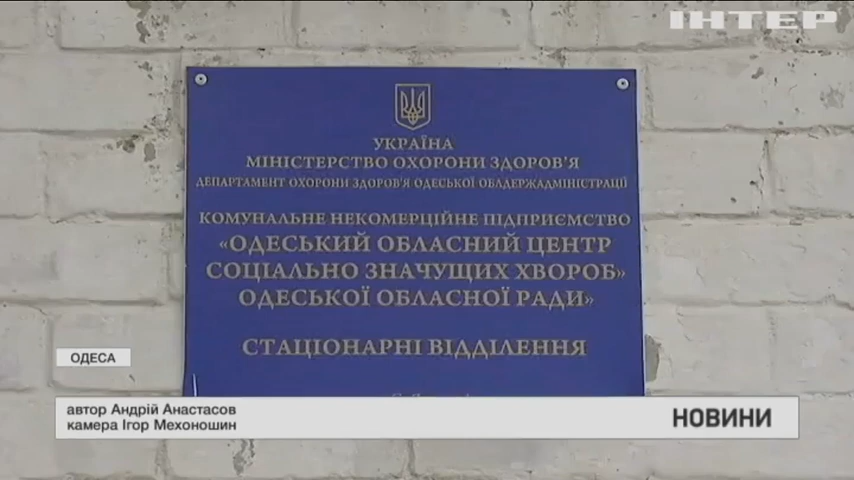 ІНТЕР
УКРАЇНА
МІНІСТЕРСТВО ОХОРОНИ ЗДОРОВ'Я
ДЕПАРТАМЕНТ ОХОРОНИ ЗДОРОВ'Я ОДЕСЬКОЇ ОБЛДЕРЖАДМІНІСТРАЦІЇ
КОМУНАЛЬНЕ НЕКОМЕРЦІЙНЕ ПІДПРИЄМСТВО
«ОДЕСЬКИЙ ОБЛАСНИЙ ЦЕНТР
СОЦІАЛЬНО ЗНАЧУЩИХ ХВОРОБ»
ОДЕСЬКОЇ ОБЛАСНОЇ РАДИ»
СТАЦІОНАРНІ ВІДДІЛЕННЯ
ОДЕСА
автор Андрій Анастасов
камера Ігор Мехоношин
НОВИНИ